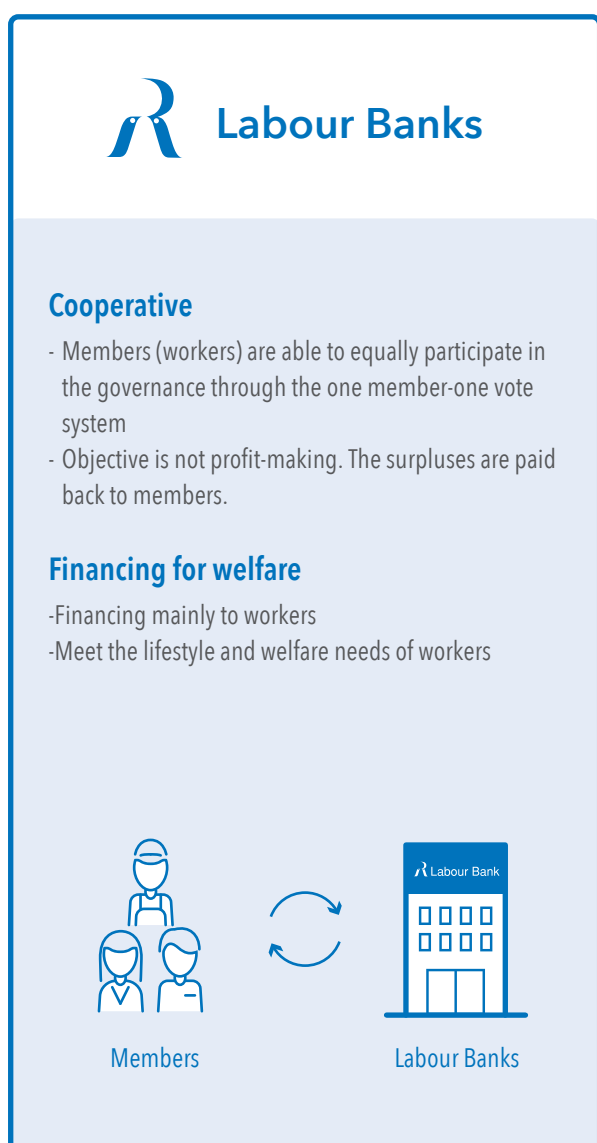 Labour Banks
Cooperative
- Members (workers) are able to equally participate in
the governance through the one member-one vote
system
- Objective is not profit-making. The surpluses are paid
back to members.
Financing for welfare
-Financing mainly to workers
-Meet the lifestyle and welfare needs of workers
Labour Bank
Members
Labour Banks